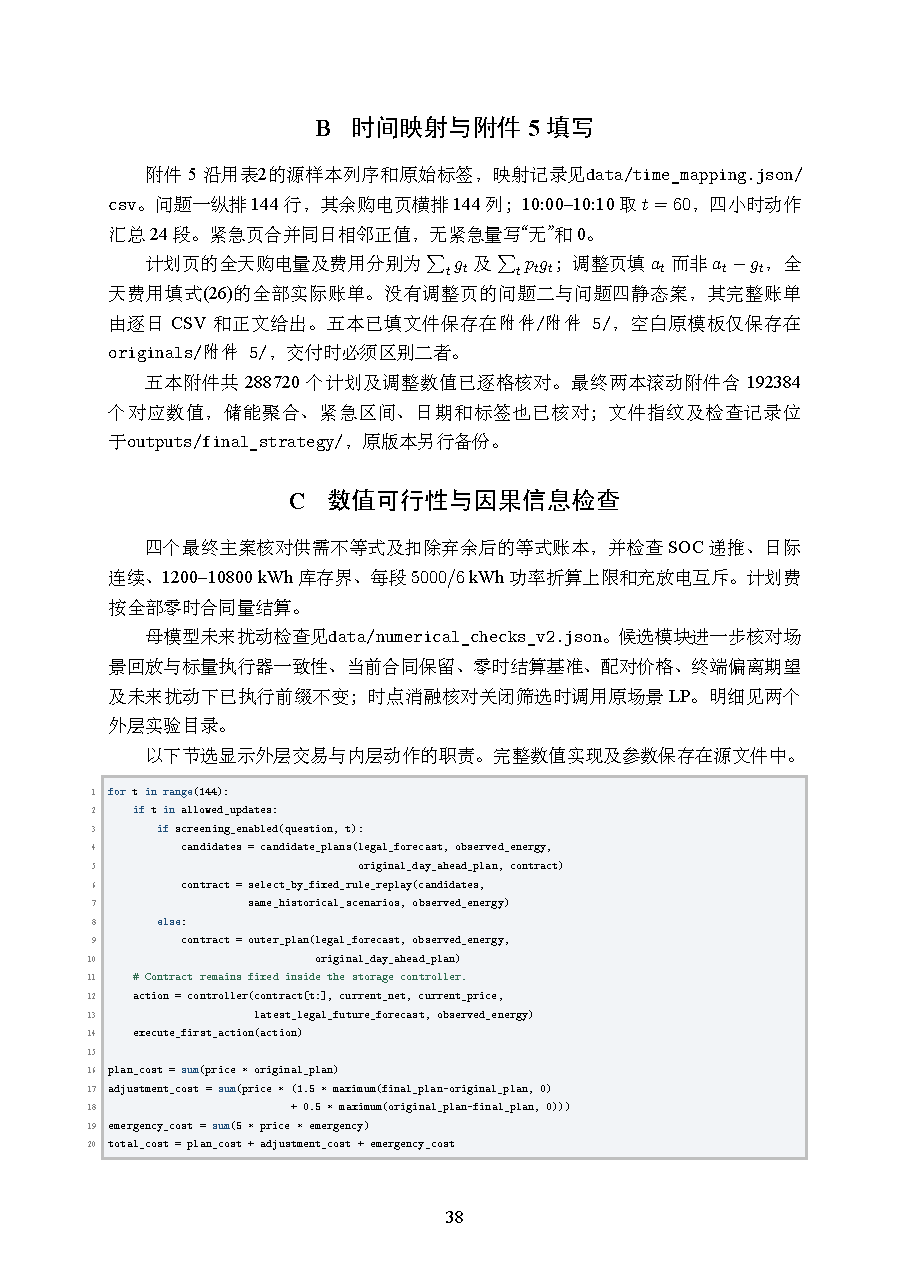 B 时间映射与附件 5 填写
附件 5 沿用表2的源样本列序和原始标签，映射记录见data/time_mapping.json/
csv。问题一纵排 144 行，其余购电页横排 144 列；10:00–10:10 取 t = 60，四小时动作
汇总 24 段。紧急页合并同日相邻正值，无紧急量写“无”和 0。
计划页的全天购电量及费用分别为 ∑_t g_t 及 ∑_t p_t g_t；调整页填 a_t 而非 a_t − g_t，全
天费用填式(26)的全部实际账单。没有调整页的问题二与问题四静态案，其完整账单
由逐日 CSV 和正文给出。五本已填文件保存在附件/附件 5/，空白原模板仅保存在
originals/附件 5/，交付时必须区别二者。
五本附件共 288720 个计划及调整数值已逐格核对。最终两本滚动附件含 192384
个对应数值，储能聚合、紧急区间、日期和标签也已核对；文件指纹及检查记录位
于outputs/final_strategy/，原版本另行备份。
C 数值可行性与因果信息检查
四个最终主案核对供需不等式及扣除弃余后的等式账本，并检查 SOC 递推、日际
连续、1200–10800 kWh 库存界、每段 5000/6 kWh 功率折算上限和充放电互斥。计划费
按全部零时合同量结算。
母模型未来扰动检查见data/numerical_checks_v2.json。候选模块进一步核对场
景回放与标量执行器一致性、当前合同保留、零时结算基准、配对价格、终端偏离期望
及未来扰动下已执行前缀不变；时点消融核对关闭筛选时调用原场景 LP。明细见两个
外层实验目录。
以下节选显示外层交易与内层动作的职责。完整数值实现及参数保存在源文件中。
1 for t in range(144):
2     if t in allowed_updates:
3         if screening_enabled(question, t):
4             candidates = candidate_plans(legal_forecast, observed_energy,
5                                          original_day_ahead_plan, contract)
6             contract = select_by_fixed_rule_replay(candidates,
7                        same_historical_scenarios, observed_energy)
8         else:
9             contract = outer_plan(legal_forecast, observed_energy,
10                                   original_day_ahead_plan)
11     # Contract remains fixed inside the storage controller.
12     action = controller(contract[t:], current_net, current_price,
13                         latest_legal_future_forecast, observed_energy)
14     execute_first_action(action)
15
16 plan_cost = sum(price * original_plan)
17 adjustment_cost = sum(price * (1.5 * maximum(final_plan-original_plan, 0)
18                               + 0.5 * maximum(original_plan-final_plan, 0)))
19 emergency_cost = sum(5 * price * emergency)
20 total_cost = plan_cost + adjustment_cost + emergency_cost
38